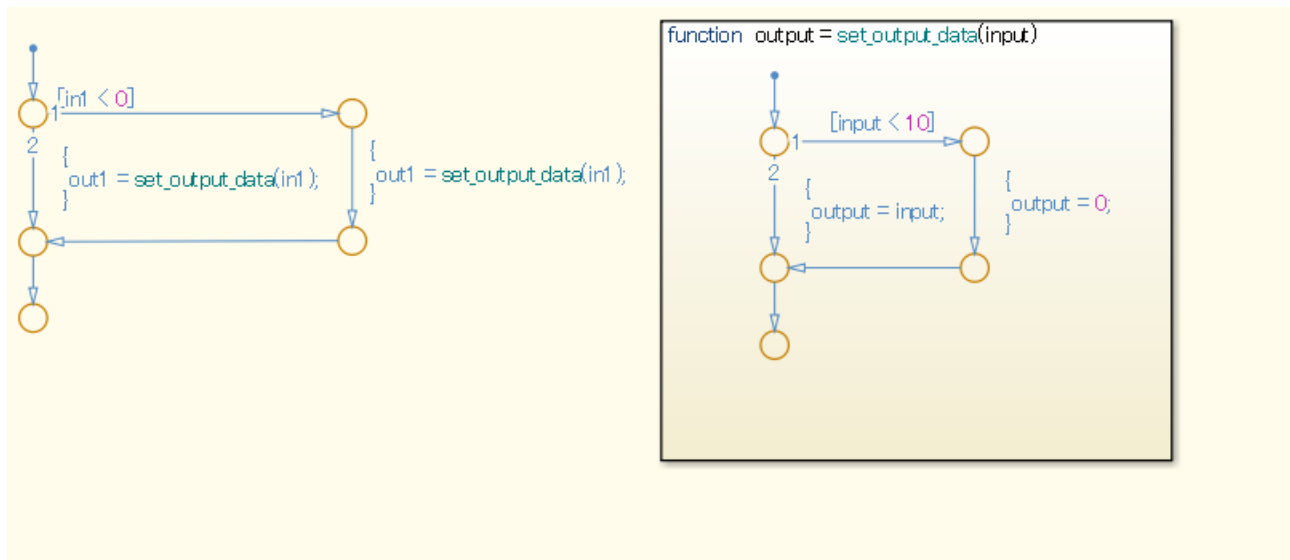 [in1 < 0]
1
2
{
out1 = set_output_data(in1);
}
{
out1 = set_output_data(in1);
}
function output = set_output_data(input)
[input < 10]
1
2
{
output = input;
}
{
output = 0;
}